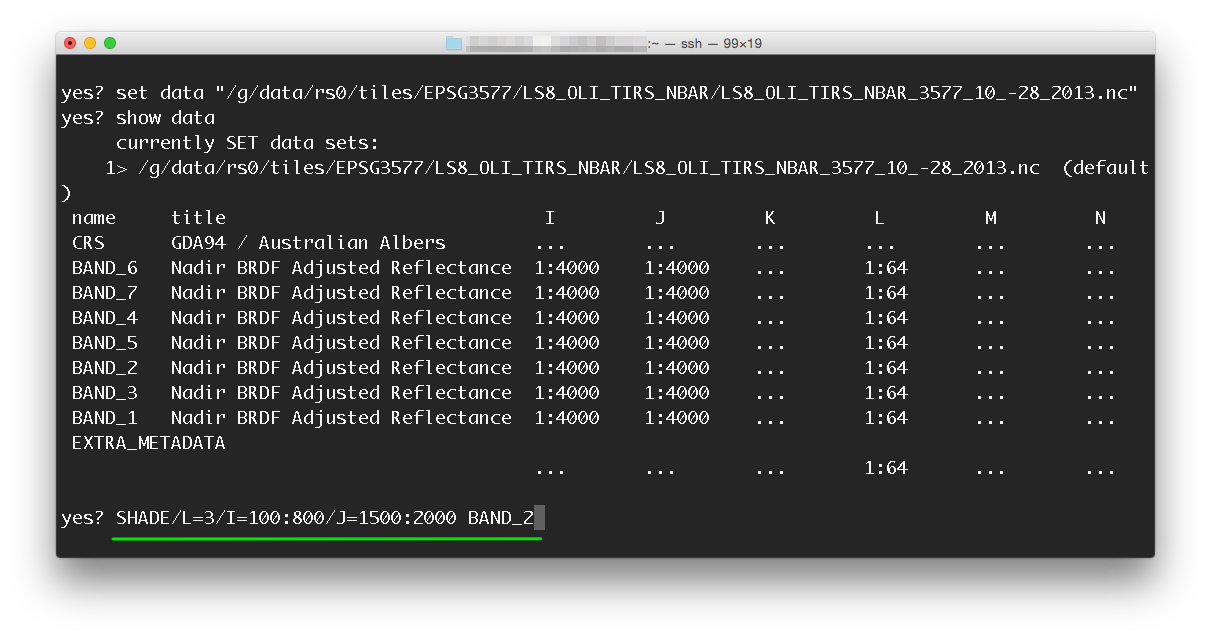 :~ — ssh — 99×19
yes? set data "/g/data/rs0/tiles/EPSG3577/LS8_OLI_TIRS_NBAR/LS8_OLI_TIRS_NBAR_3577_10_-28_2013.nc"
yes? show data
currently SET data sets:
1> /g/data/rs0/tiles/EPSG3577/LS8_OLI_TIRS_NBAR/LS8_OLI_TIRS_NBAR_3577_10_-28_2013.nc (default
)
name title I J K L M N
CRS GDA94 / Australian Albers ... ... ... ... ... ...
BAND_6 Nadir BRDF Adjusted Reflectance 1:4000 1:4000 ... 1:64 ... ...
BAND_7 Nadir BRDF Adjusted Reflectance 1:4000 1:4000 ... 1:64 ... ...
BAND_4 Nadir BRDF Adjusted Reflectance 1:4000 1:4000 ... 1:64 ... ...
BAND_5 Nadir BRDF Adjusted Reflectance 1:4000 1:4000 ... 1:64 ... ...
BAND_2 Nadir BRDF Adjusted Reflectance 1:4000 1:4000 ... 1:64 ... ...
BAND_3 Nadir BRDF Adjusted Reflectance 1:4000 1:4000 ... 1:64 ... ...
BAND_1 Nadir BRDF Adjusted Reflectance 1:4000 1:4000 ... 1:64 ... ...
EXTRA_METADATA
... ... ... 1:64 ... ...
yes? SHADE/L=3/I=100:800/J=1500:2000 BAND_2